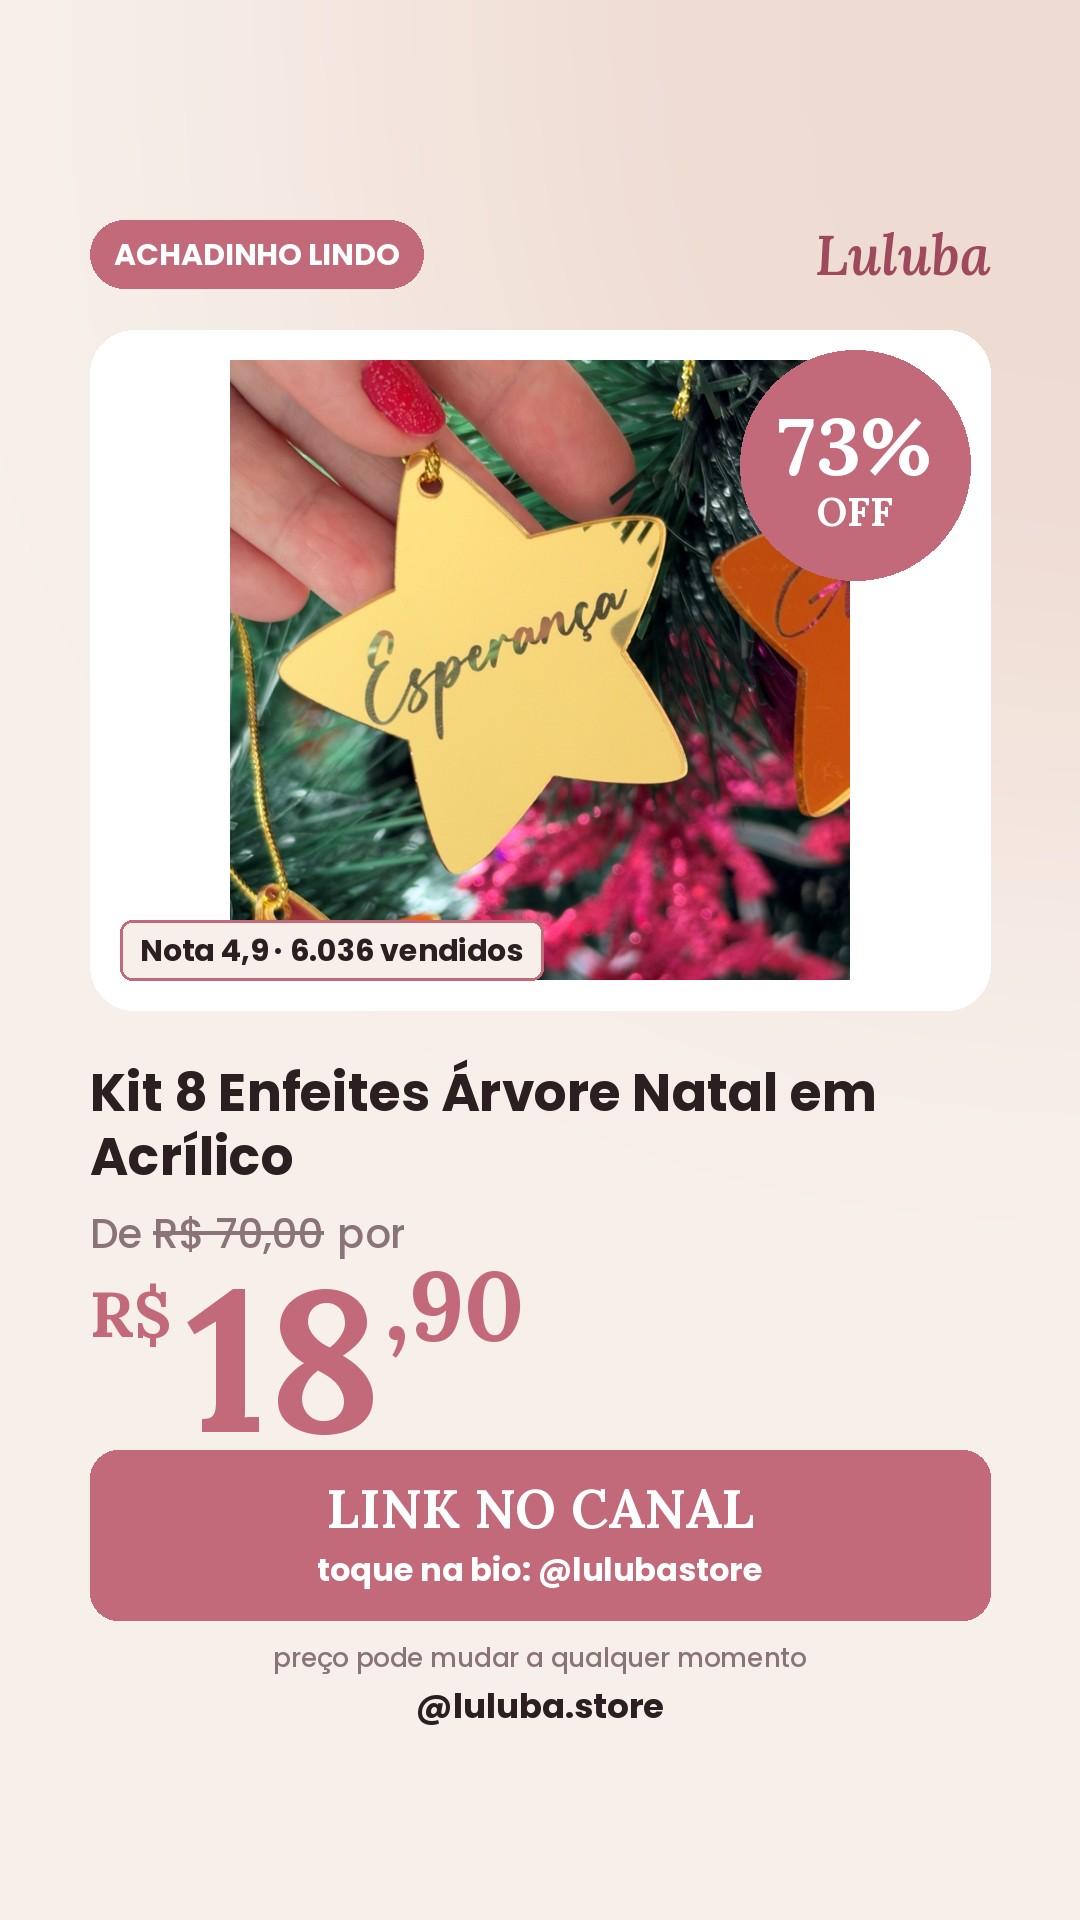 ACHADINHO LINDO
Luluba
73%
OFF
Esperança
Nota 4,9 · 6.036 vendidos
Kit 8 Enfeites Árvore Natal em
Acrílico
De R$ 70,00 por
R$ 18,90
LINK NO CANAL
toque na bio: @lulubastore
preço pode mudar a qualquer momento
@luluba.store